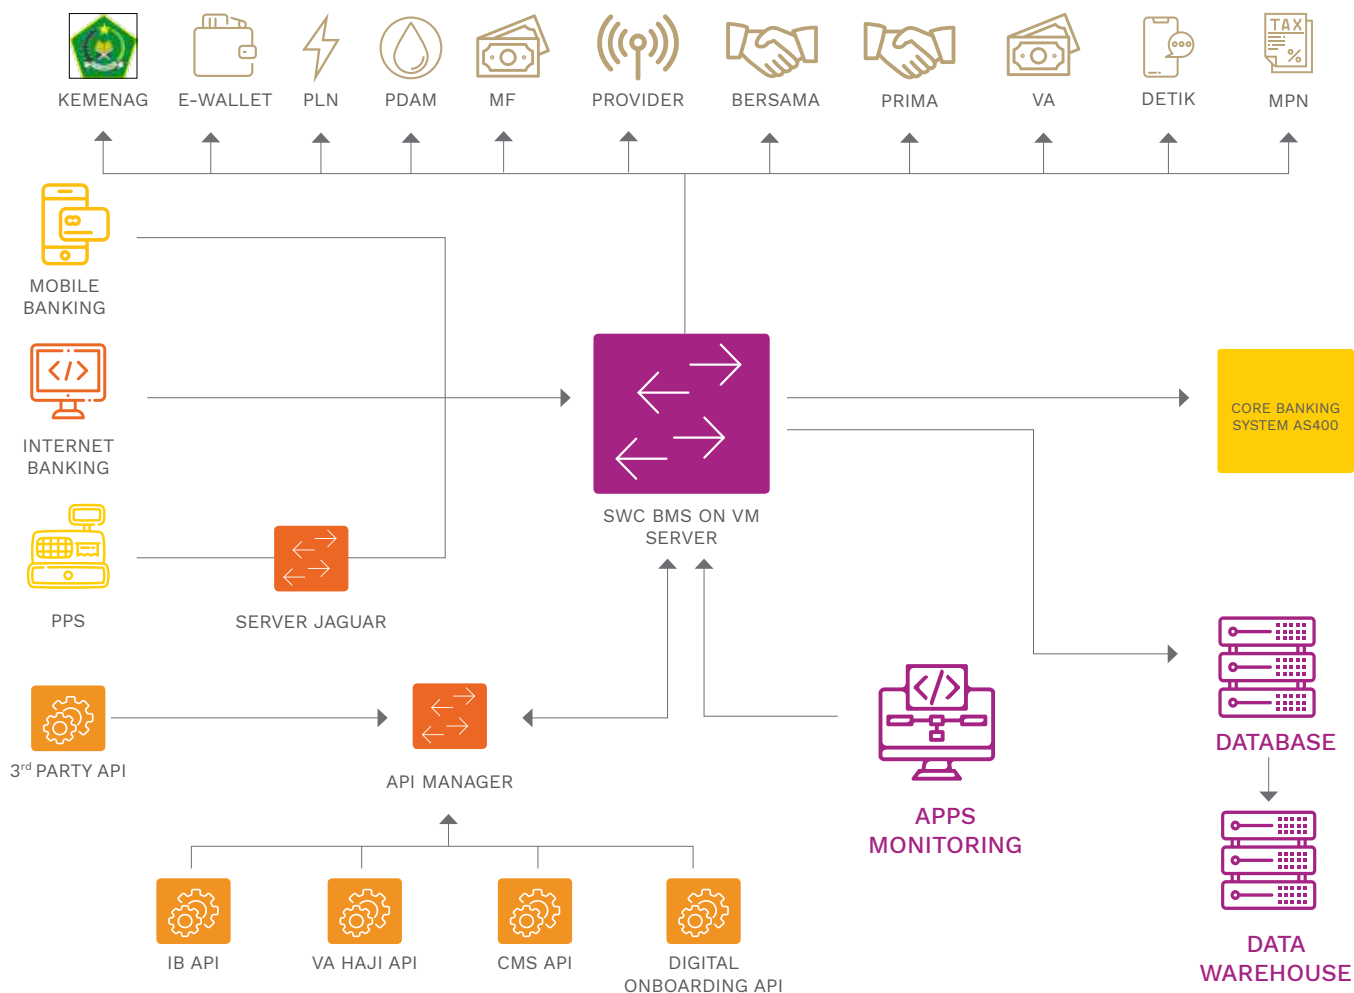 TAX
%
KEMENAG
E-WALLET
PLN
PDAM
MF
PROVIDER
BERSAMA
PRIMA
VA
DETIK
MPN
MOBILE
BANKING
</>
INTERNET
BANKING
CORE BANKING
SYSTEM AS400
SWC BMS ON VM
SERVER
PPS
SERVER JAGUAR
</>
3rd PARTY API
API MANAGER
DATABASE
APPS
MONITORING
IB API
VA HAJI API
CMS API
DIGITAL
ONBOARDING API
DATA
WAREHOUSE